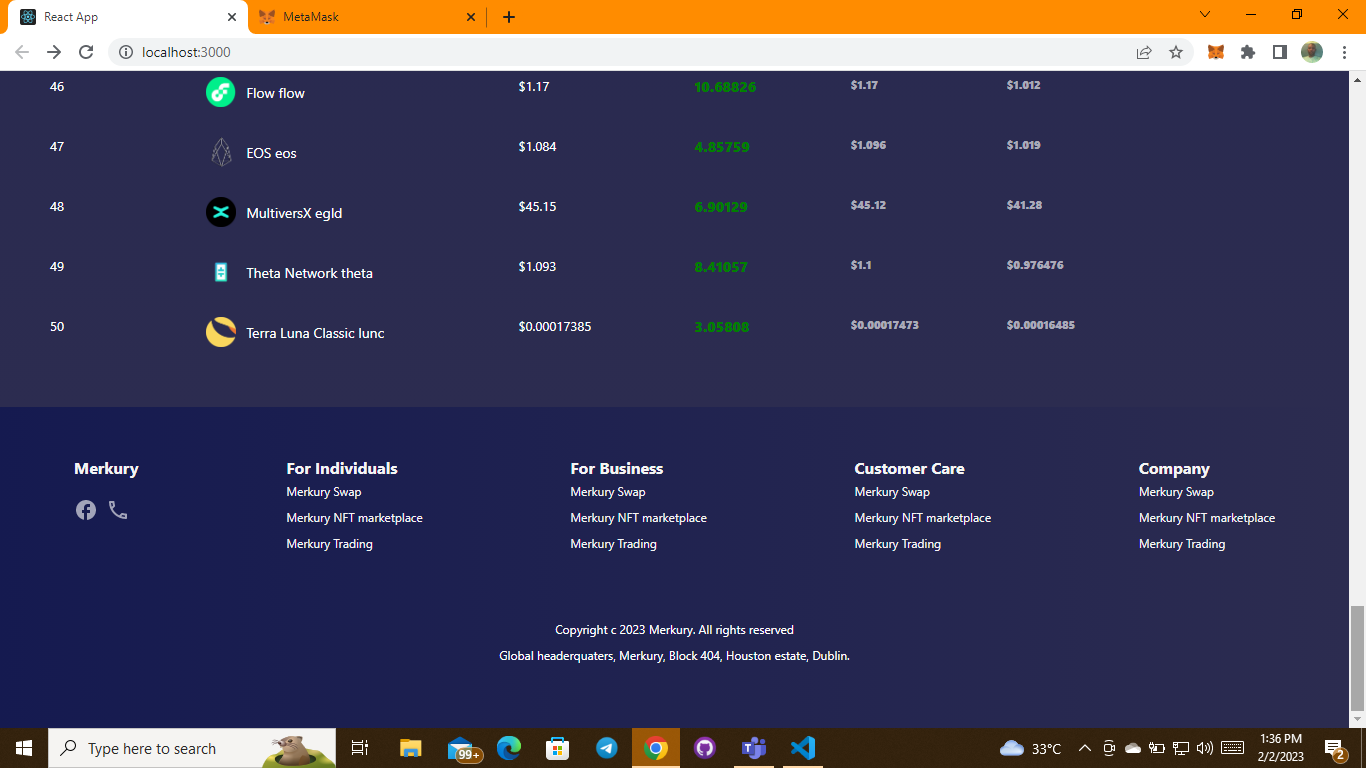 React App
MetaMask
localhost:3000
46 Flow flow $1.17 10.68826 $1.17 $1.012
47 EOS eos $1.084 4.85759 $1.096 $1.019
48 MultiversX egld $45.15 6.90129 $45.12 $41.28
49 Theta Network theta $1.093 8.41057 $1.1 $0.976476
50 Terra Luna Classic lunc $0.00017385 3.05808 $0.00017473 $0.00016485
Merkury For Individuals For Business Customer Care Company
Merkury Swap Merkury Swap Merkury Swap Merkury Swap
Merkury NFT marketplace Merkury NFT marketplace Merkury NFT marketplace Merkury NFT marketplace
Merkury Trading Merkury Trading Merkury Trading Merkury Trading
Copyright c 2023 Merkury. All rights reserved
Global headerquaters, Merkury, Block 404, Houston estate, Dublin.
Type here to search
99+
33°C
1:36 PM
2/2/2023
2